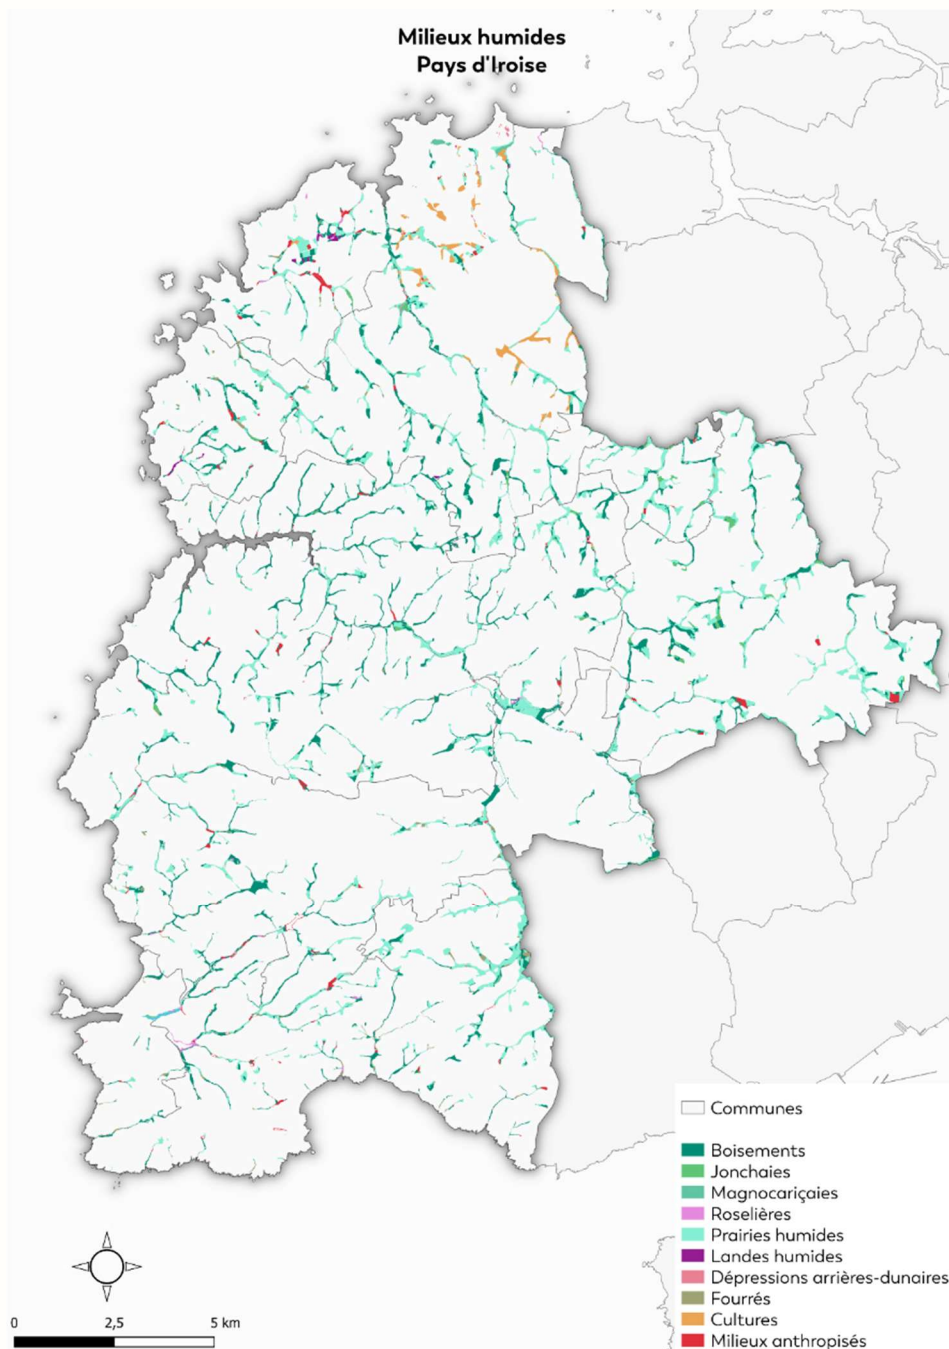 Milieux humides
Pays d'Iroise
Communes
Boisements
Jonchaies
Magnocariçaies
Roselières
Prairies humides
Landes humides
Dépressions arrières-dunaires
Fourrés
Cultures
Milieux anthropisés
0 2,5 5 km